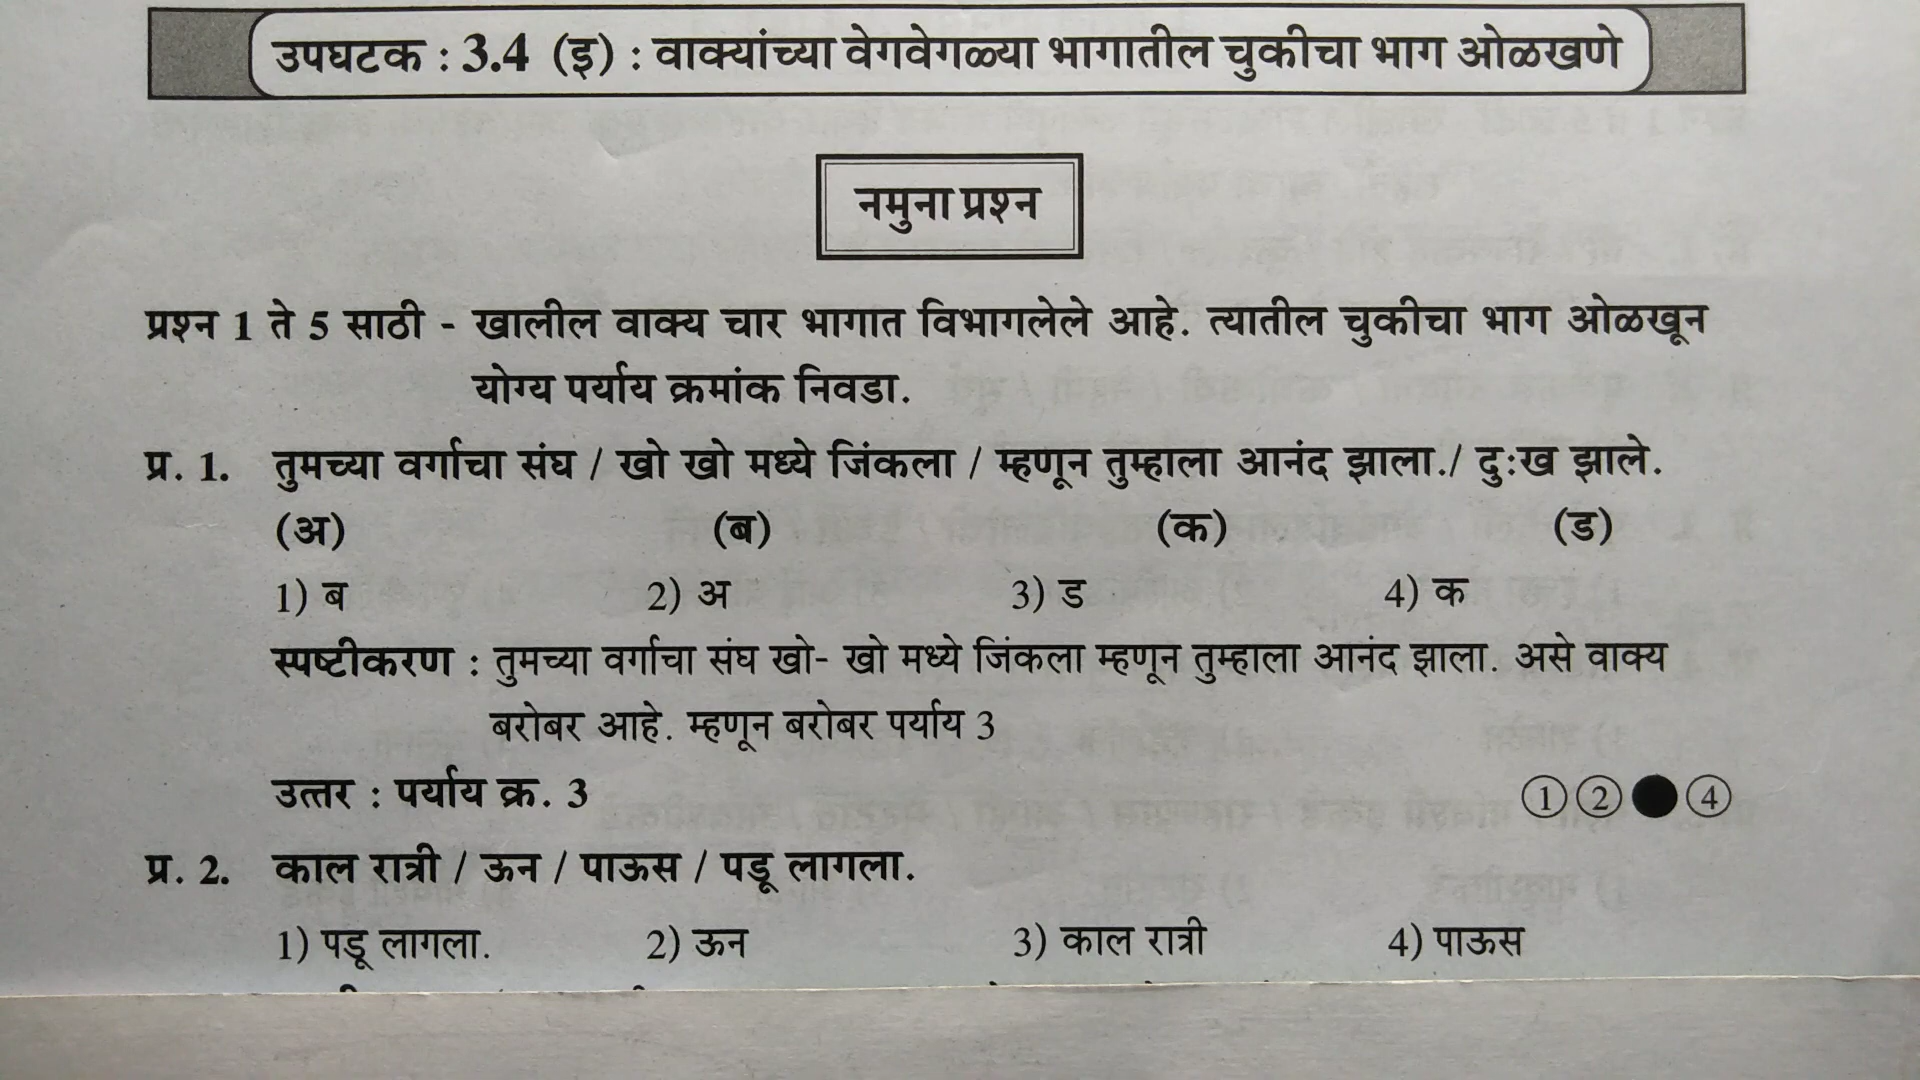 उपघटक : 3.4 (इ) : वाक्यांच्या वेगवेगळ्या भागातील चुकीचा भाग ओळखणे
नमुना प्रश्न
प्रश्न 1 ते 5 साठी - खालील वाक्य चार भागात विभागलेले आहे. त्यातील चुकीचा भाग ओळखून
योग्य पर्याय क्रमांक निवडा.
प्र. 1. तुमच्या वर्गाचा संघ / खो खो मध्ये जिंकला / म्हणून तुम्हाला आनंद झाला./ दुःख झाले.
(अ) (ब) (क) (ड)
1) ब 2) अ 3) ड 4) क
स्पष्टीकरण : तुमच्या वर्गाचा संघ खो- खो मध्ये जिंकला म्हणून तुम्हाला आनंद झाला. असे वाक्य
बरोबर आहे. म्हणून बरोबर पर्याय 3
उत्तर : पर्याय क्र. 3 ① ② ● ④
प्र. 2. काल रात्री / ऊन / पाऊस / पडू लागला.
1) पडू लागला. 2) ऊन 3) काल रात्री 4) पाऊस